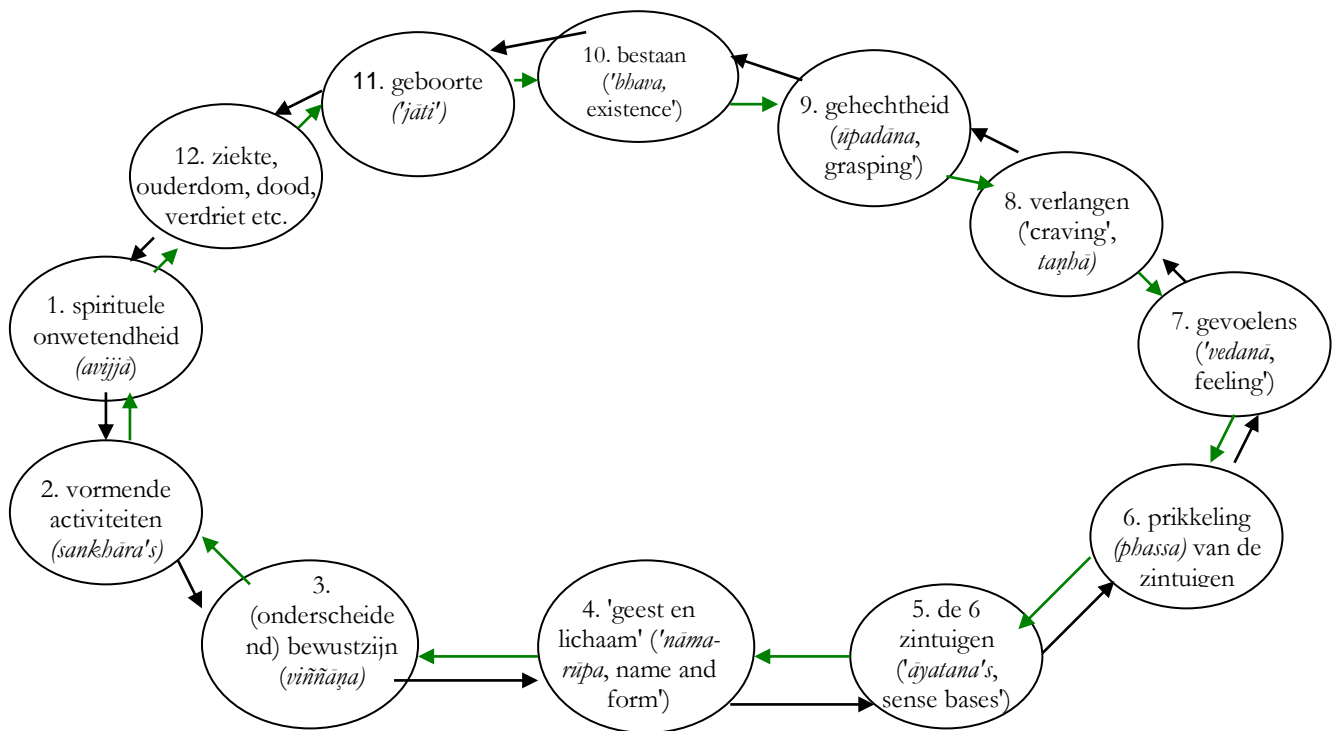 1. spirituele
onwetendheid
(avijjā)
2. vormende
activiteiten
(sankhāra's)
3.
(onderscheide
nd) bewustzijn
(viññāṇa)
4. 'geest en
lichaam' ('nāma-
rūpa, name and
form')
5. de 6
zintuigen
('āyatana's,
sense bases')
6. prikkeling
(phassa) van de
zintuigen
7. gevoelens
('vedanā,
feeling')
8. verlangen
('craving',
taṇhā)
9. gehechtheid
(ūpadāna,
grasping')
10. bestaan
('bhava,
existence')
11. geboorte
('jāti')
12. ziekte,
ouderdom, dood,
verdriet etc.